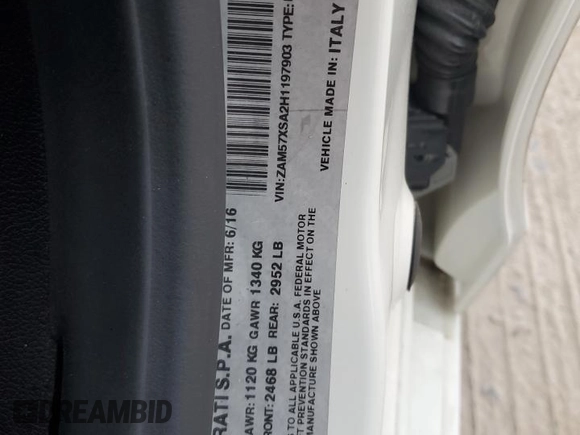 RATI S.P.A. DATE OF MFR: 6/16
AWR: 1120 KG GAWR 1340 KG
FRONT: 2468 LB REAR: 2952 LB
TO ALL APPLICABLE U.S.A. FEDERAL MOTOR
T PREVENTION STANDARDS IN EFFECT ON THE
MANUFACTURE SHOWN ABOVE
VIN: ZAM57XSA2H1197903 TYPE:
VEHICLE MADE IN: ITALY
DREAMBID